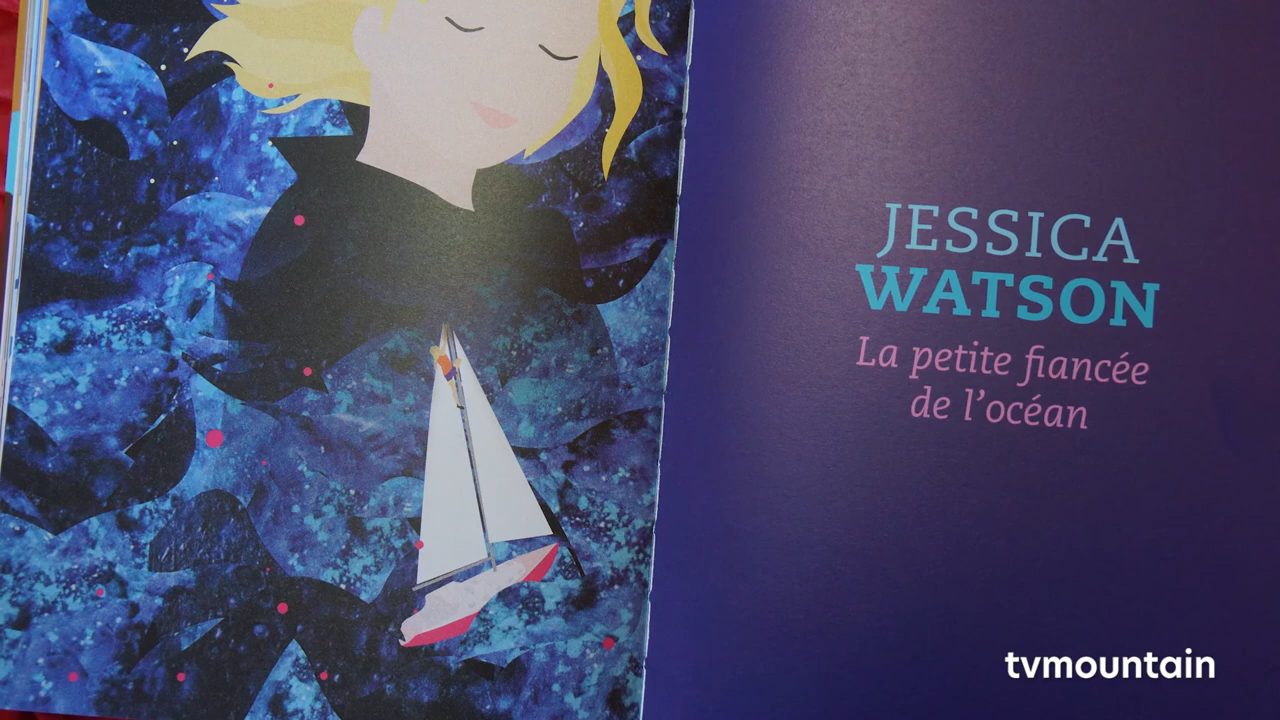 JESSICA
WATSON
La petite fiancée
de l'océan
tvmountain